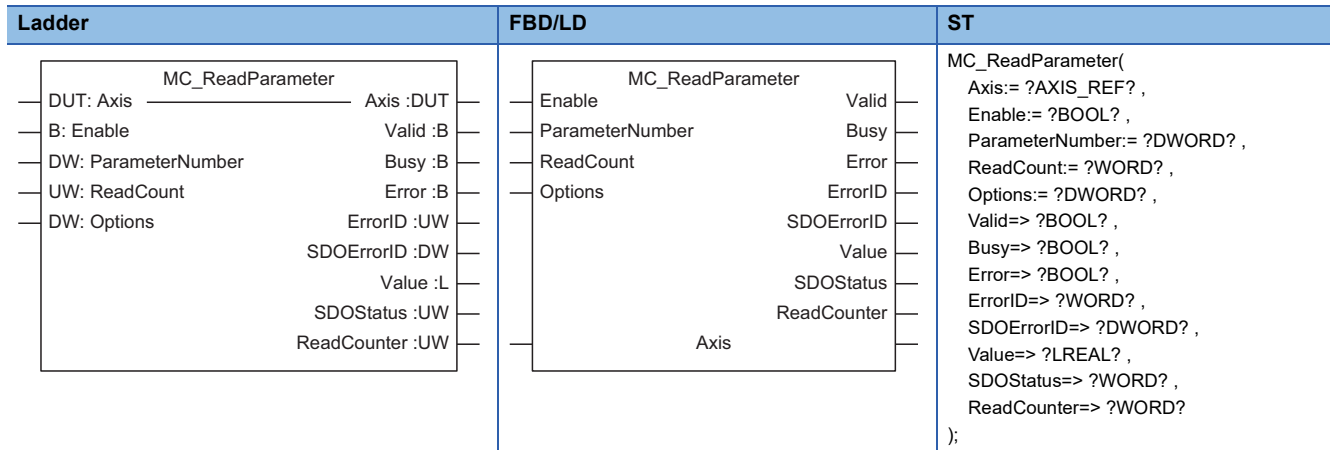 Ladder
FBD/LD
ST
MC_ReadParameter
DUT: Axis Axis :DUT
B: Enable Valid :B
DW: ParameterNumber Busy :B
UW: ReadCount Error :B
DW: Options ErrorID :UW
SDOErrorID :DW
Value :L
SDOStatus :UW
ReadCounter :UW
MC_ReadParameter
Enable Valid
ParameterNumber Busy
ReadCount Error
Options ErrorID
SDOErrorID
Value
SDOStatus
ReadCounter
Axis
MC_ReadParameter(
Axis:= ?AXIS_REF? ,
Enable:= ?BOOL? ,
ParameterNumber:= ?DWORD? ,
ReadCount:= ?WORD? ,
Options:= ?DWORD? ,
Valid=> ?BOOL? ,
Busy=> ?BOOL? ,
Error=> ?BOOL? ,
ErrorID=> ?WORD? ,
SDOErrorID=> ?DWORD? ,
Value=> ?LREAL? ,
SDOStatus=> ?WORD? ,
ReadCounter=> ?WORD?
);